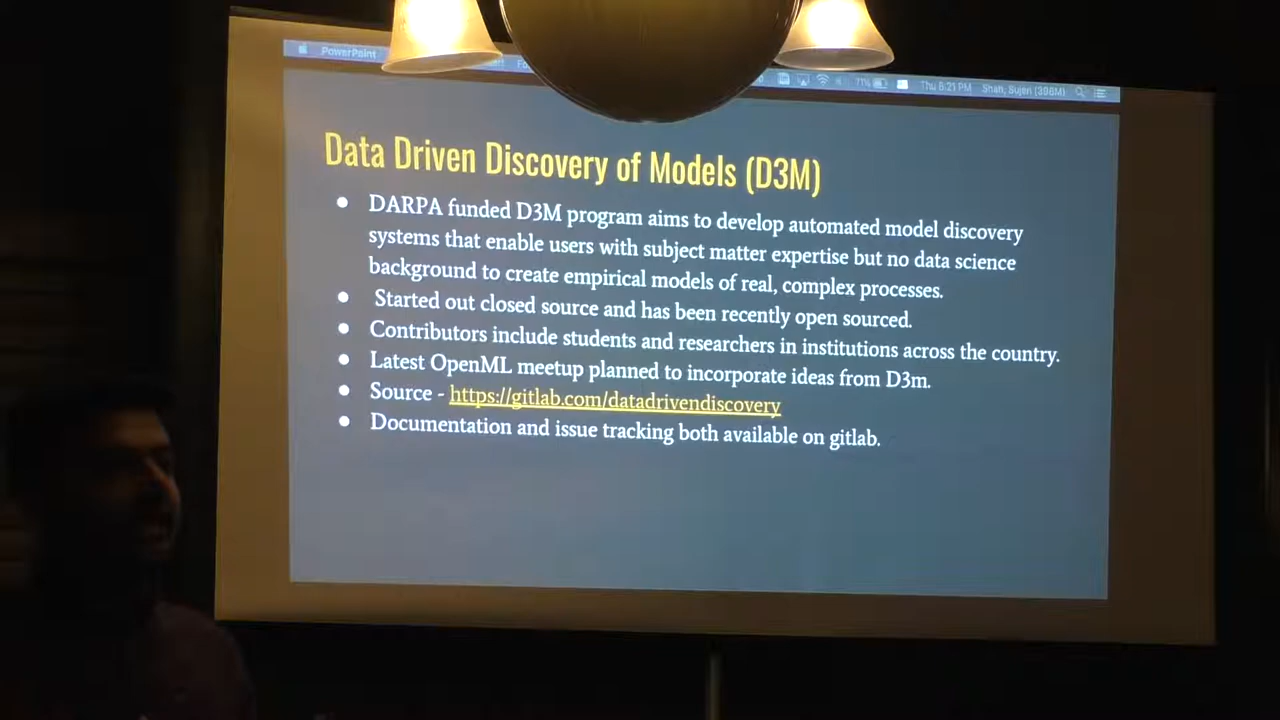 PowerPoint
71%
Thu 6:21 PM
Shah, Sujen (398M)
Data Driven Discovery of Models (D3M)
● DARPA funded D3M program aims to develop automated model discovery
systems that enable users with subject matter expertise but no data science
background to create empirical models of real, complex processes.
● Started out closed source and has been recently open sourced.
● Contributors include students and researchers in institutions across the country.
● Latest OpenML meetup planned to incorporate ideas from D3m.
● Source - https://gitlab.com/datadrivendiscovery
● Documentation and issue tracking both available on gitlab.